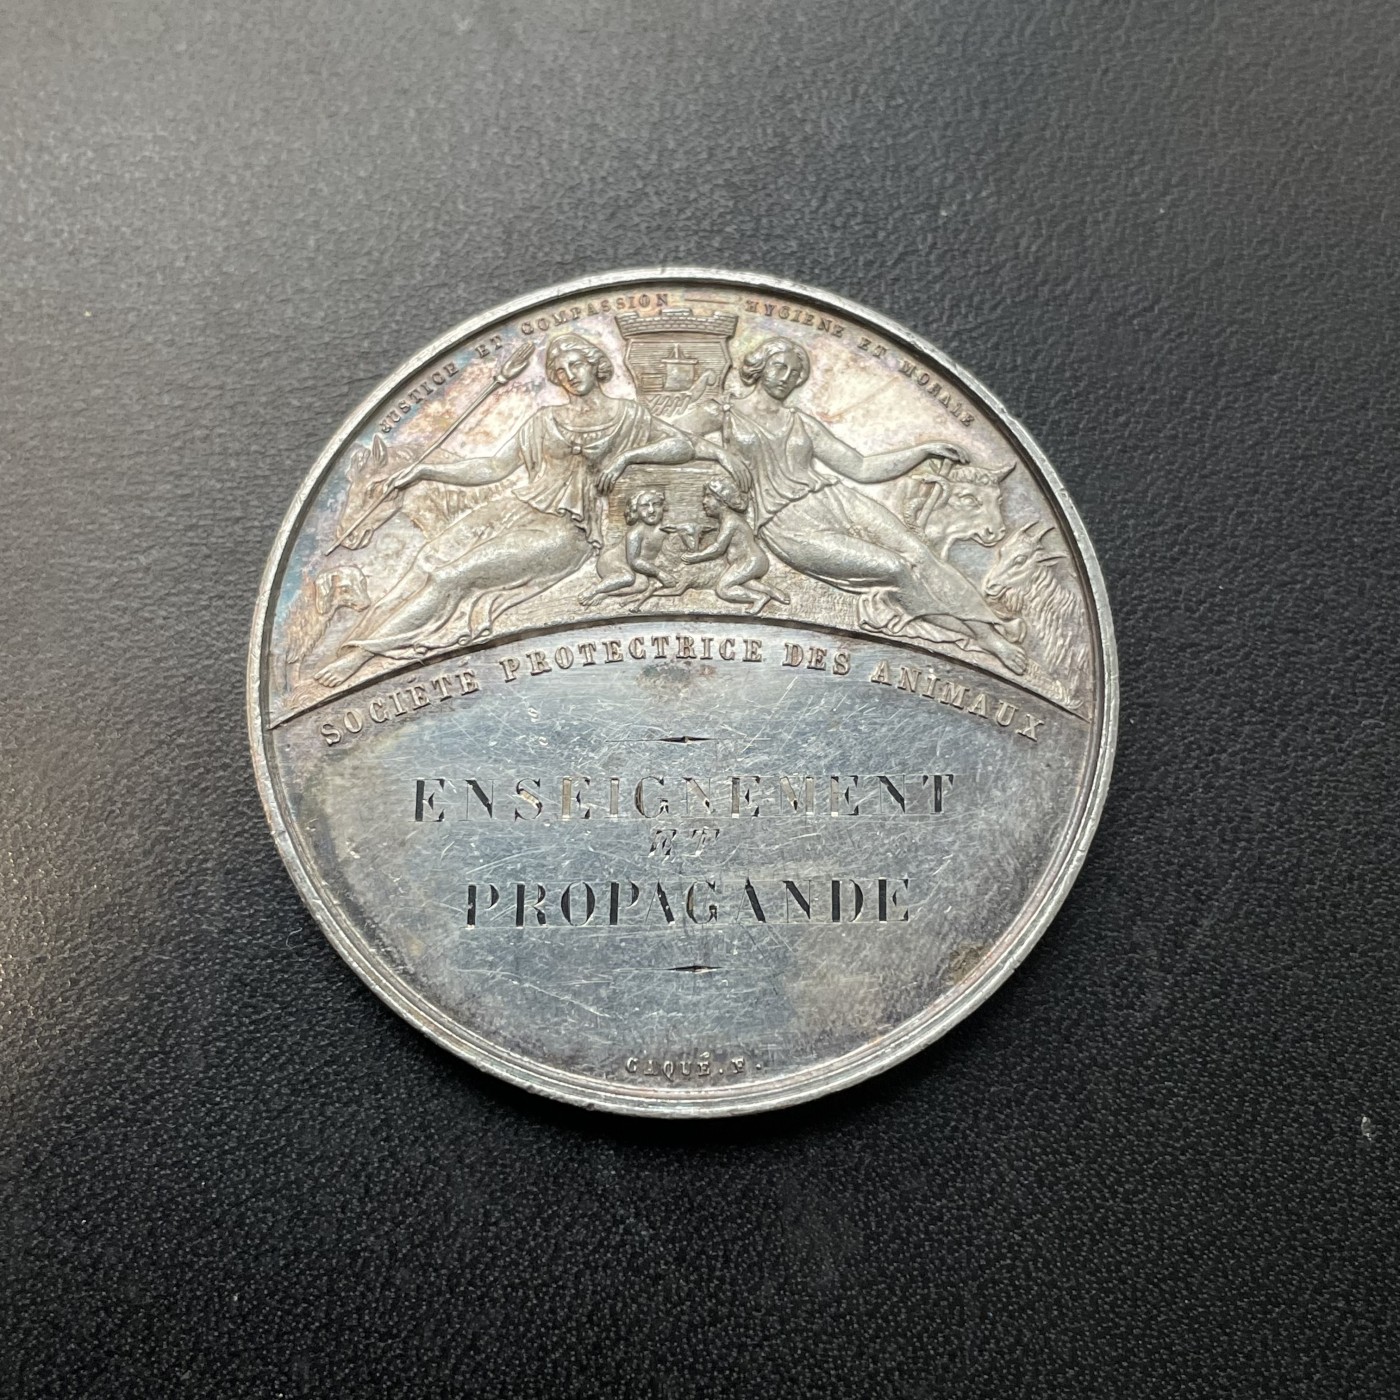 JUSTICE ET COMPASSION — HYGIENE ET MORALE
SOCIÉTÉ PROTECTRICE DES ANIMAUX
ENSEIGNEMENT
ET
PROPAGANDE
CAQUÉ. F.